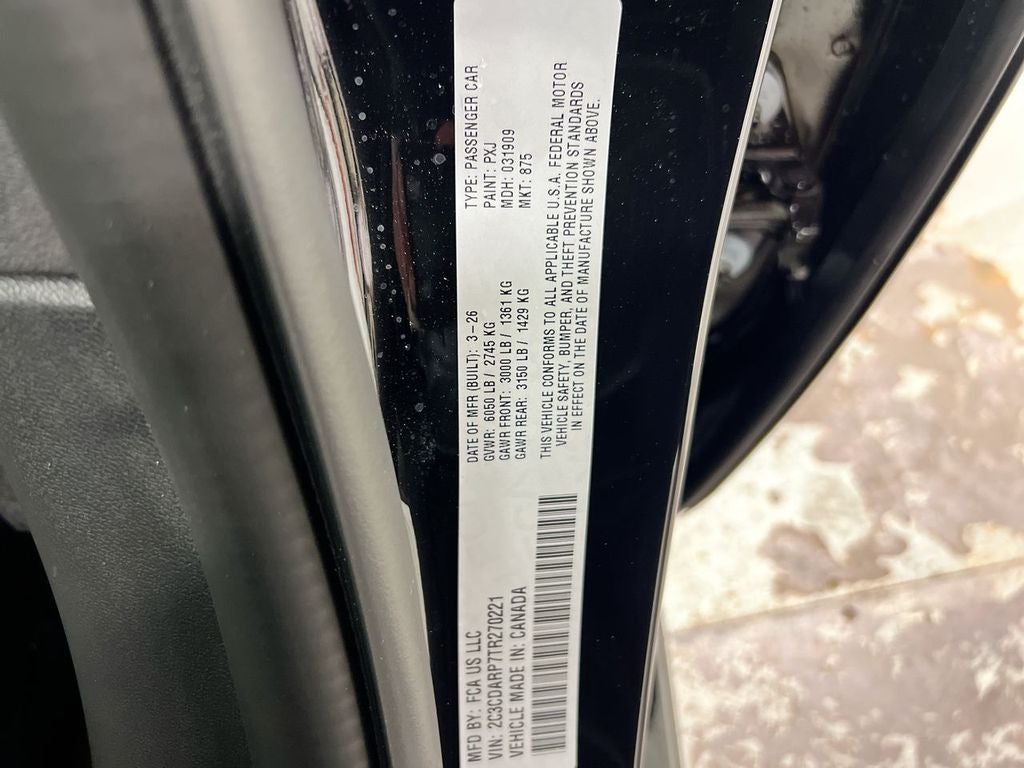 MFD BY: FCA US LLC
VIN: 2C3CDARP7TR270221
VEHICLE MADE IN: CANADA
DATE OF MFR (BUILT): 3-26
GVWR: 6050 LB / 2745 KG
GAWR FRONT: 3000 LB / 1361 KG
GAWR REAR: 3150 LB / 1429 KG
TYPE: PASSENGER CAR
PAINT: PXJ
MDH: 031909
MKT: 875
THIS VEHICLE CONFORMS TO ALL APPLICABLE U.S.A. FEDERAL MOTOR
VEHICLE SAFETY, BUMPER, AND THEFT PREVENTION STANDARDS
IN EFFECT ON THE DATE OF MANUFACTURE SHOWN ABOVE.